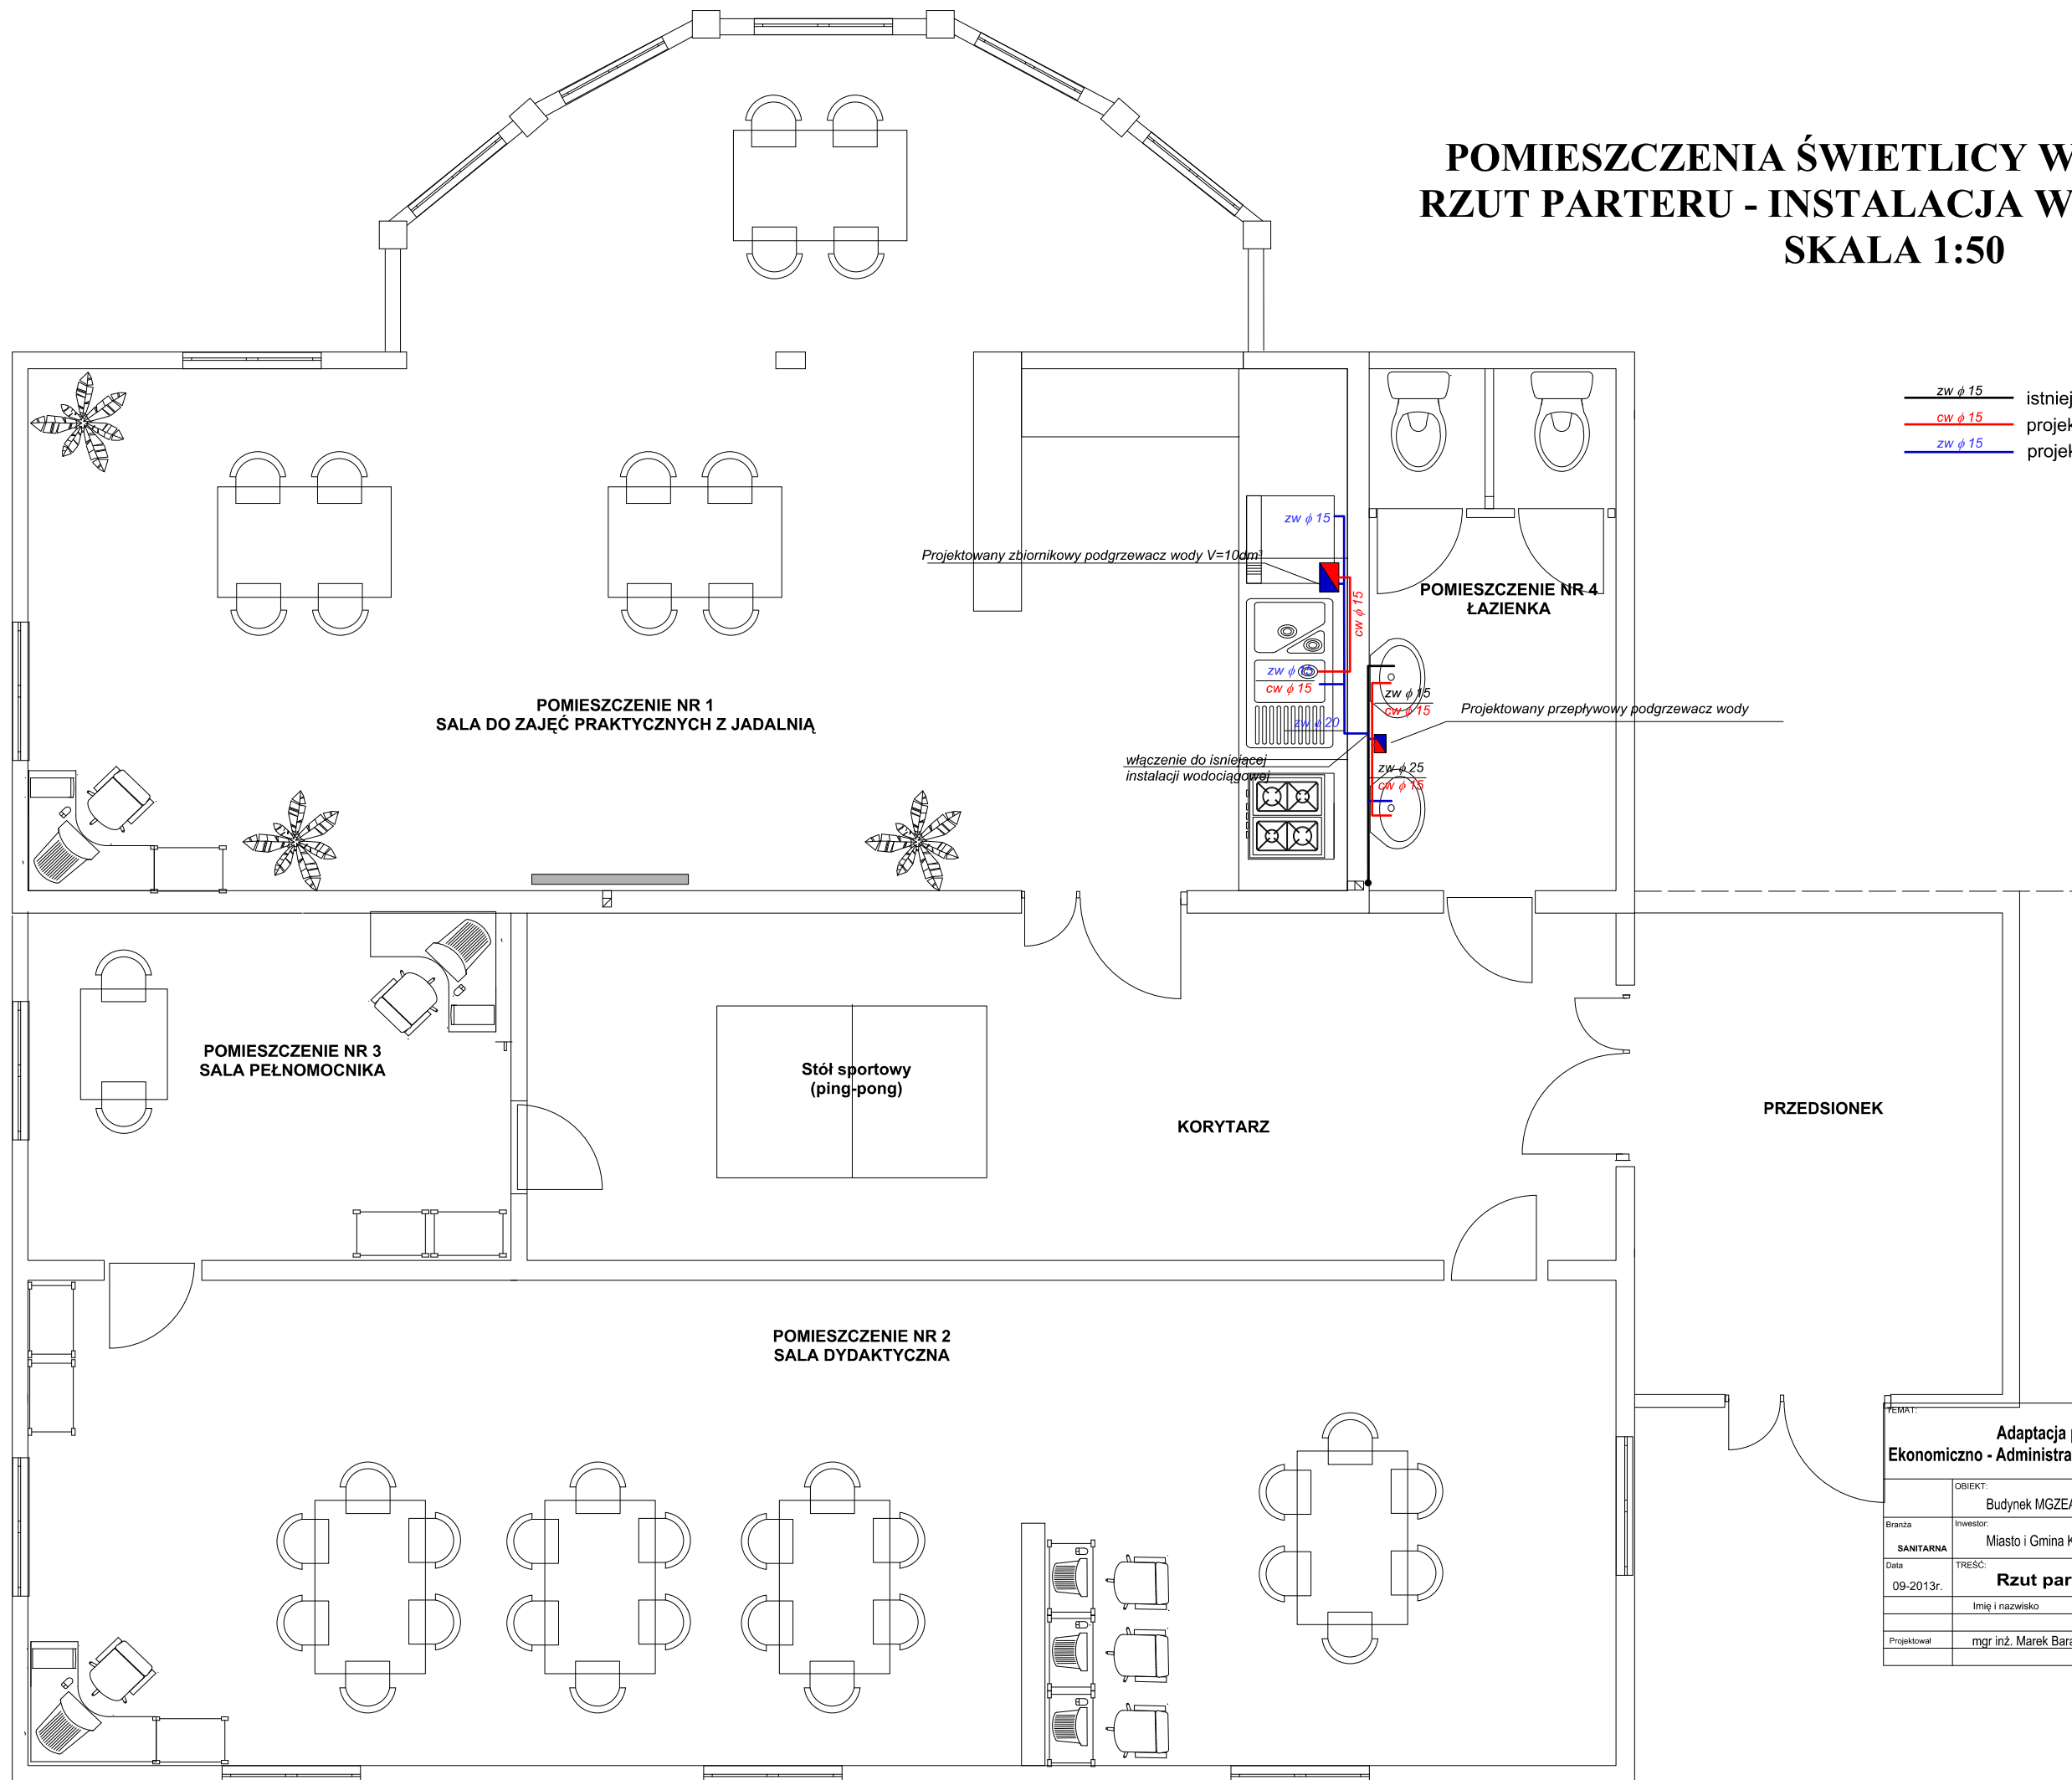 POMIESZCZENIA ŚWIETLICY W
RZUT PARTERU - INSTALACJA W
SKALA 1:50
zw ϕ 15 istniej
cw ϕ 15 projek
zw ϕ 15 projek
zw ϕ 15
Projektowany zbiornikowy podgrzewacz wody V=10dm³
cw ϕ 15
POMIESZCZENIE NR 4
ŁAZIENKA
zw ϕ 15
cw ϕ 15
zw ϕ 20
zw ϕ 15
cw ϕ 15
Projektowany przepływowy podgrzewacz wody
POMIESZCZENIE NR 1
SALA DO ZAJĘĆ PRAKTYCZNYCH Z JADALNIĄ
włączenie do isniejącej
instalacji wodociągowej
zw ϕ 25
cw ϕ 15
POMIESZCZENIE NR 3
SALA PEŁNOMOCNIKA
Stół sportowy
(ping-pong)
KORYTARZ
PRZEDSIONEK
POMIESZCZENIE NR 2
SALA DYDAKTYCZNA
TEMAT:
Adaptacja p
Ekonomiczno - Administra
OBIEKT:
Budynek MGZEA
Branża
SANITARNA
Inwestor:
Miasto i Gmina K
Data
09-2013r.
TREŚĆ:
Rzut par
Imię i nazwisko
Projektował
mgr inż. Marek Bara